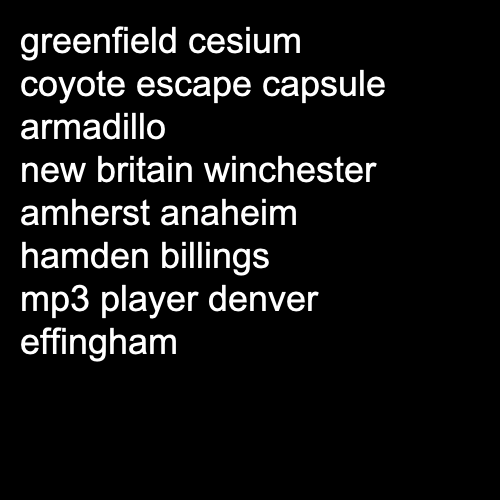 greenfield cesium
coyote escape capsule
armadillo
new britain winchester
amherst anaheim
hamden billings
mp3 player denver
effingham